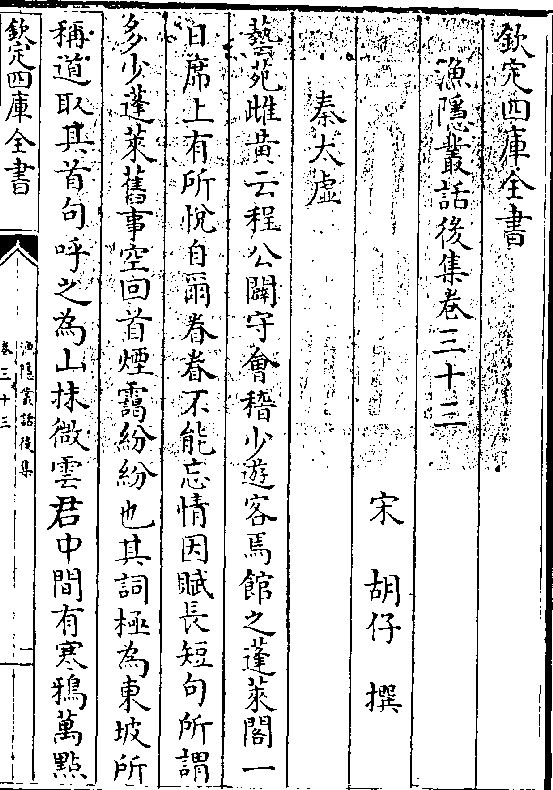 欽定四庫全書
漁隱叢話後集卷三十三
宋 胡仔 撰
秦太虛
藝苑雌黄云程公闢守會稽少遊客焉館之蓬萊閣一
日席上有所悅自爾眷眷不能忘情因賦長短句所謂
多少蓬萊舊事空回首煙靄紛紛也其詞極為東坡所
稱道取其首句呼之為山抹微雲君中間有寒鴉萬點
欽定四庫全書
漁隱叢話後集
卷三十三
一